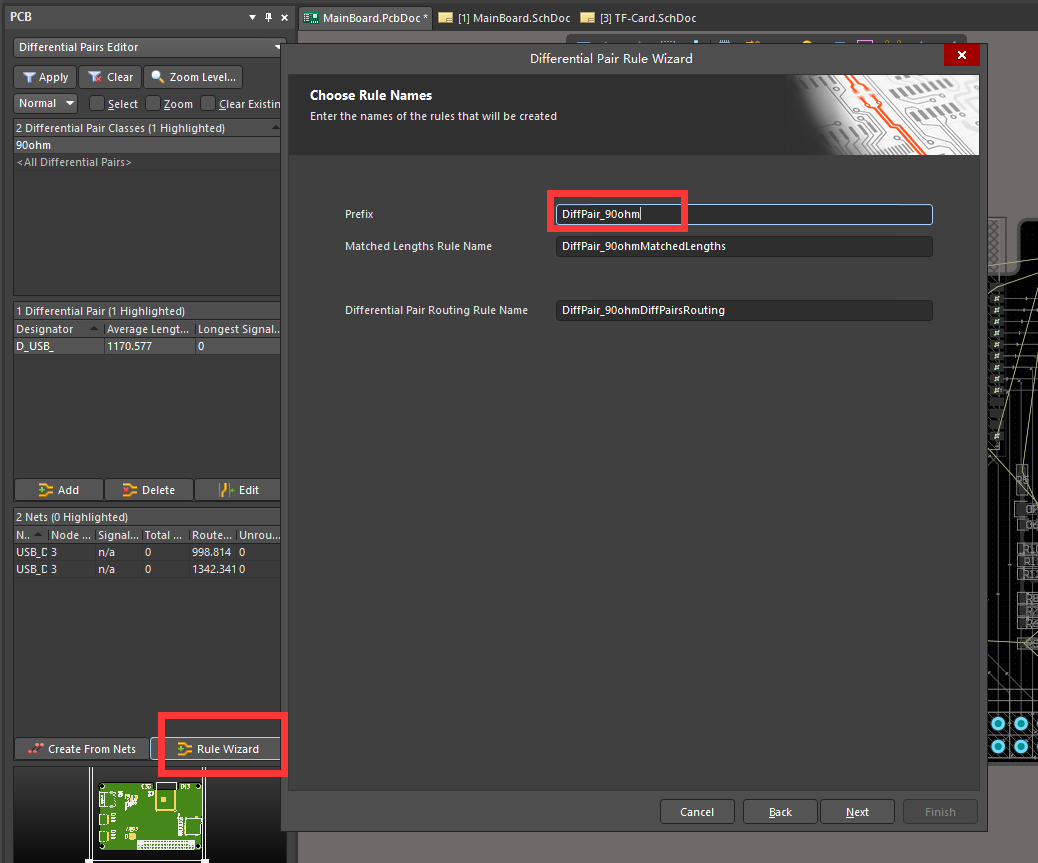 PCB
MainBoard.PcbDoc *
[1] MainBoard.SchDoc
[3] TF-Card.SchDoc
Differential Pairs Editor
Apply
Clear
Zoom Level...
Normal
Select
Zoom
Clear Existin
2 Differential Pair Classes (1 Highlighted)
90ohm
<All Differential Pairs>
1 Differential Pair (1 Highlighted)
Designator Average Lengt... Longest Signal...
D_USB_ 1170.577 0
Add
Delete
Edit
2 Nets (0 Highlighted)
N.. Node ... Signal... Total ... Route... Unrou...
USB_D 3 n/a 0 998.814 0
USB_D 3 n/a 0 1342.341 0
Create From Nets
Rule Wizard
Differential Pair Rule Wizard
Choose Rule Names
Enter the names of the rules that will be created
Prefix
DiffPair_90ohm
Matched Lengths Rule Name
DiffPair_90ohmMatchedLengths
Differential Pair Routing Rule Name
DiffPair_90ohmDiffPairsRouting
Cancel
Back
Next
Finish